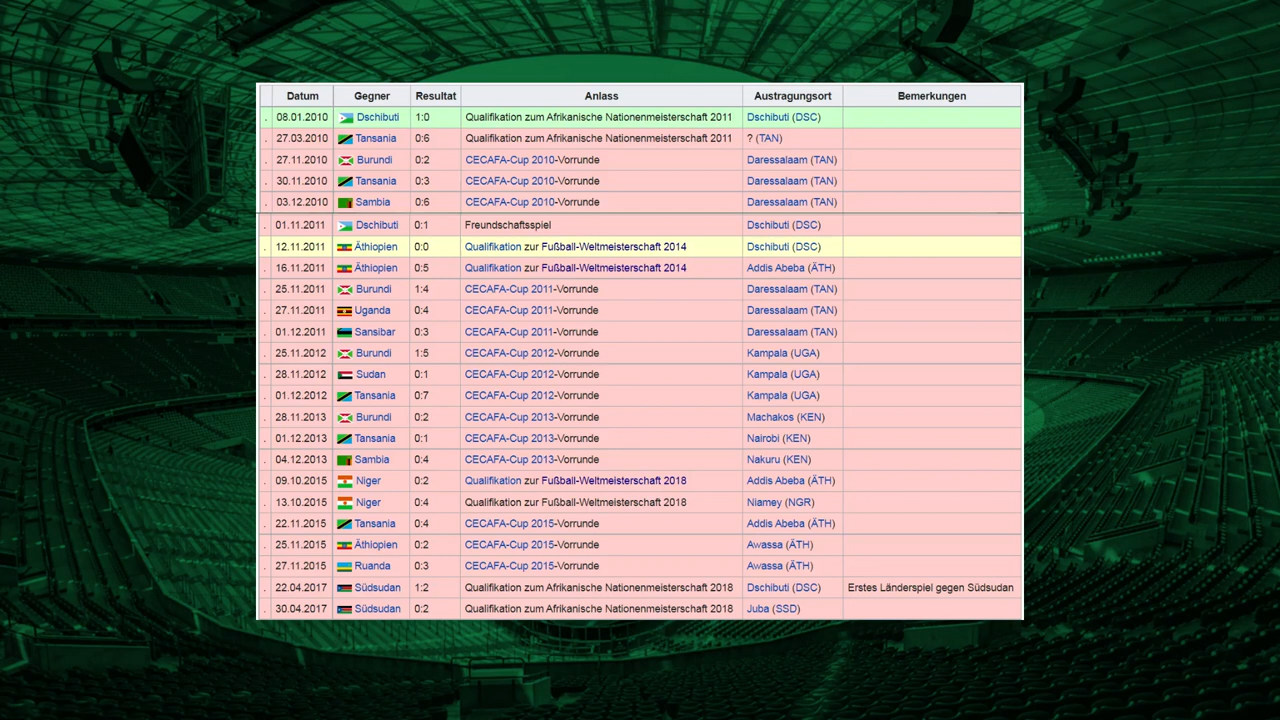 Datum Gegner Resultat Anlass Austragungsort Bemerkungen
. 08.01.2010 Dschibuti 1:0 Qualifikation zum Afrikanische Nationenmeisterschaft 2011 Dschibuti (DSC)
. 27.03.2010 Tansania 0:6 Qualifikation zum Afrikanische Nationenmeisterschaft 2011 ? (TAN)
. 27.11.2010 Burundi 0:2 CECAFA-Cup 2010-Vorrunde Daressalaam (TAN)
. 30.11.2010 Tansania 0:3 CECAFA-Cup 2010-Vorrunde Daressalaam (TAN)
. 03.12.2010 Sambia 0:6 CECAFA-Cup 2010-Vorrunde Daressalaam (TAN)
. 01.11.2011 Dschibuti 0:1 Freundschaftsspiel Dschibuti (DSC)
. 12.11.2011 Äthiopien 0:0 Qualifikation zur Fußball-Weltmeisterschaft 2014 Dschibuti (DSC)
. 16.11.2011 Äthiopien 0:5 Qualifikation zur Fußball-Weltmeisterschaft 2014 Addis Abeba (ÄTH)
. 25.11.2011 Burundi 1:4 CECAFA-Cup 2011-Vorrunde Daressalaam (TAN)
. 27.11.2011 Uganda 0:4 CECAFA-Cup 2011-Vorrunde Daressalaam (TAN)
. 01.12.2011 Sansibar 0:3 CECAFA-Cup 2011-Vorrunde Daressalaam (TAN)
. 25.11.2012 Burundi 1:5 CECAFA-Cup 2012-Vorrunde Kampala (UGA)
. 28.11.2012 Sudan 0:1 CECAFA-Cup 2012-Vorrunde Kampala (UGA)
. 01.12.2012 Tansania 0:7 CECAFA-Cup 2012-Vorrunde Kampala (UGA)
. 28.11.2013 Burundi 0:2 CECAFA-Cup 2013-Vorrunde Machakos (KEN)
. 01.12.2013 Tansania 0:1 CECAFA-Cup 2013-Vorrunde Nairobi (KEN)
. 04.12.2013 Sambia 0:4 CECAFA-Cup 2013-Vorrunde Nakuru (KEN)
. 09.10.2015 Niger 0:2 Qualifikation zur Fußball-Weltmeisterschaft 2018 Addis Abeba (ÄTH)
. 13.10.2015 Niger 0:4 Qualifikation zur Fußball-Weltmeisterschaft 2018 Niamey (NGR)
. 22.11.2015 Tansania 0:4 CECAFA-Cup 2015-Vorrunde Addis Abeba (ÄTH)
. 25.11.2015 Äthiopien 0:2 CECAFA-Cup 2015-Vorrunde Awassa (ÄTH)
. 27.11.2015 Ruanda 0:3 CECAFA-Cup 2015-Vorrunde Awassa (ÄTH)
. 22.04.2017 Südsudan 1:2 Qualifikation zum Afrikanische Nationenmeisterschaft 2018 Dschibuti (DSC) Erstes Länderspiel gegen Südsudan
. 30.04.2017 Südsudan 0:2 Qualifikation zum Afrikanische Nationenmeisterschaft 2018 Juba (SSD)